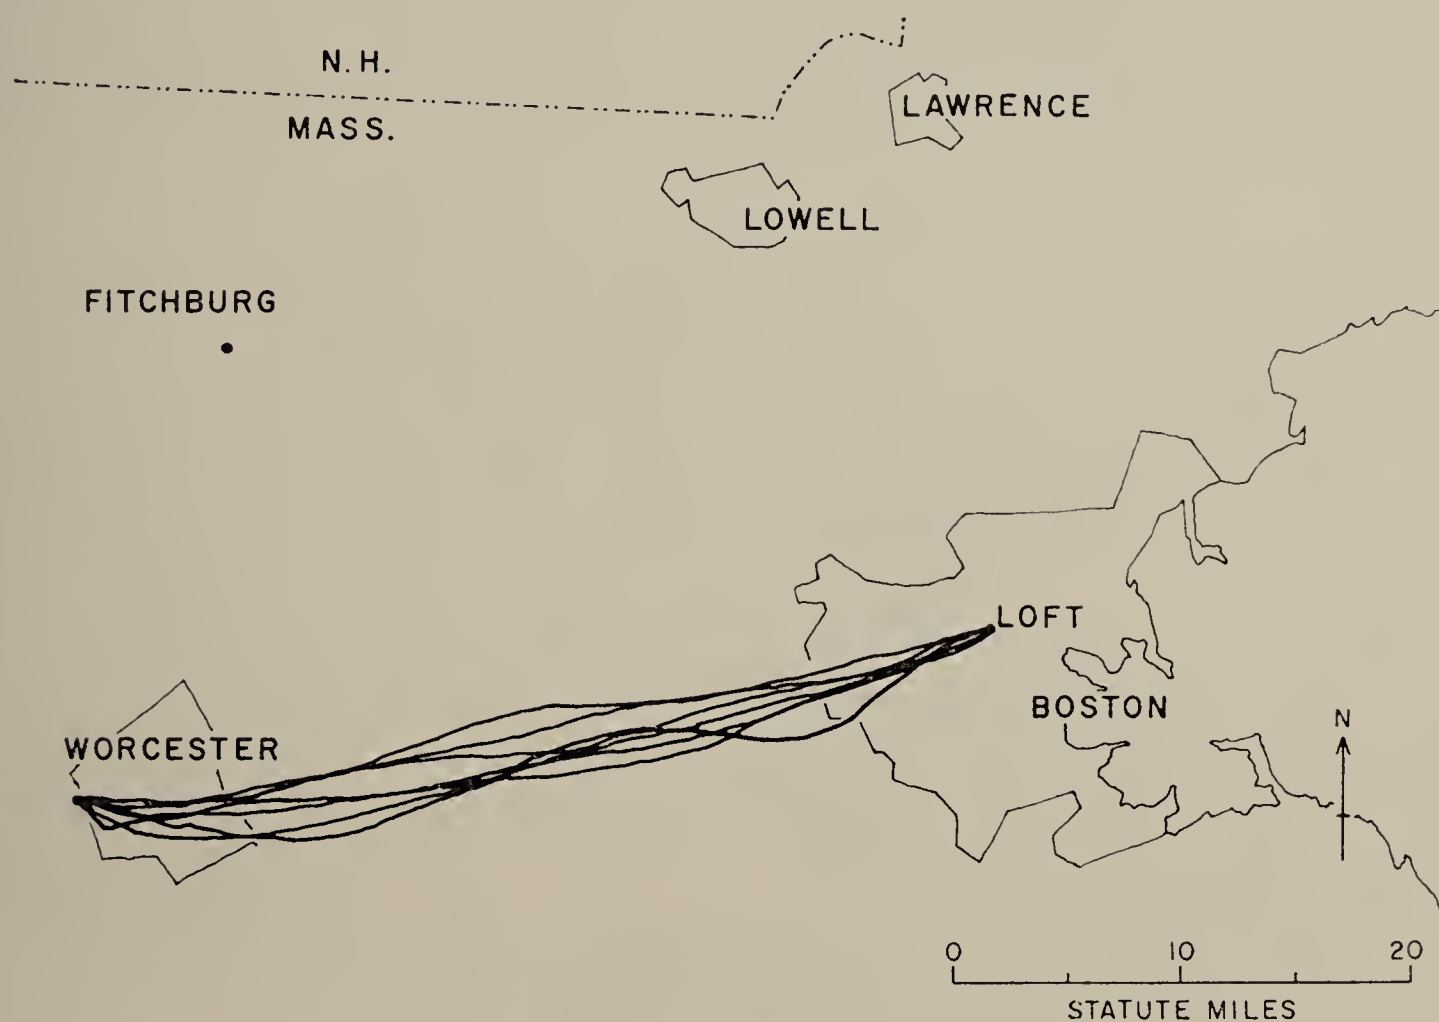 N.H.
MASS.
LAWRENCE
LOWELL
FITCHBURG
LOFT
BOSTON
WORCESTER
N
0 10 20
STATUTE MILES